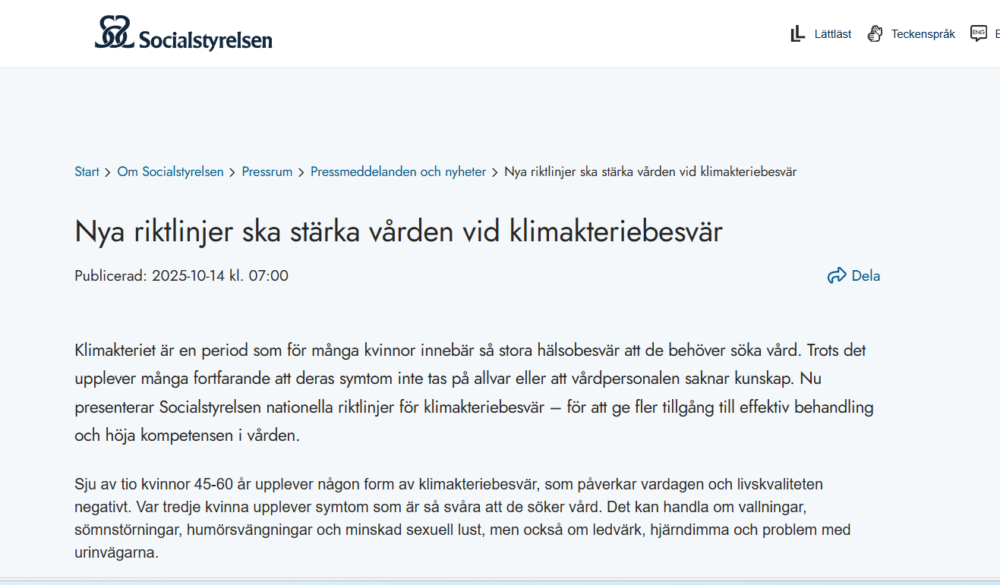 Socialstyrelsen
Lättläst
Teckenspråk
ENG
Start > Om Socialstyrelsen > Pressrum > Pressmeddelanden och nyheter > Nya riktlinjer ska stärka vården vid klimakteriebesvär
Nya riktlinjer ska stärka vården vid klimakteriebesvär
Publicerad: 2025-10-14 kl. 07:00
Dela
Klimakteriet är en period som för många kvinnor innebär så stora hälsobesvär att de behöver söka vård. Trots det
upplever många fortfarande att deras symtom inte tas på allvar eller att vårdpersonalen saknar kunskap. Nu
presenterar Socialstyrelsen nationella riktlinjer för klimakteriebesvär – för att ge fler tillgång till effektiv behandling
och höja kompetensen i vården.
Sju av tio kvinnor 45-60 år upplever någon form av klimakteriebesvär, som påverkar vardagen och livskvaliteten
negativt. Var tredje kvinna upplever symtom som är så svåra att de söker vård. Det kan handla om vallningar,
sömnstörningar, humörsvängningar och minskad sexuell lust, men också om ledvärk, hjärndimma och problem med
urinvägarna.